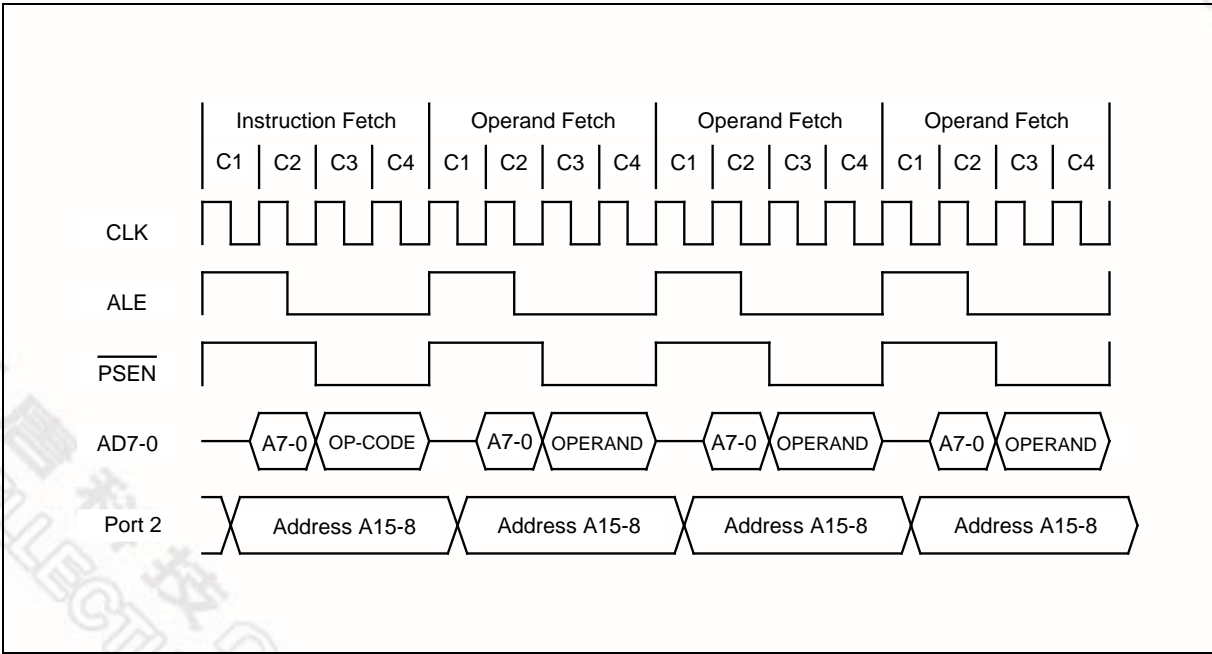 Instruction Fetch Operand Fetch Operand Fetch Operand Fetch
C1 C2 C3 C4 C1 C2 C3 C4 C1 C2 C3 C4 C1 C2 C3 C4
CLK
ALE
PSEN
AD7-0 A7-0 OP-CODE A7-0 OPERAND A7-0 OPERAND A7-0 OPERAND
Port 2 Address A15-8 Address A15-8 Address A15-8 Address A15-8